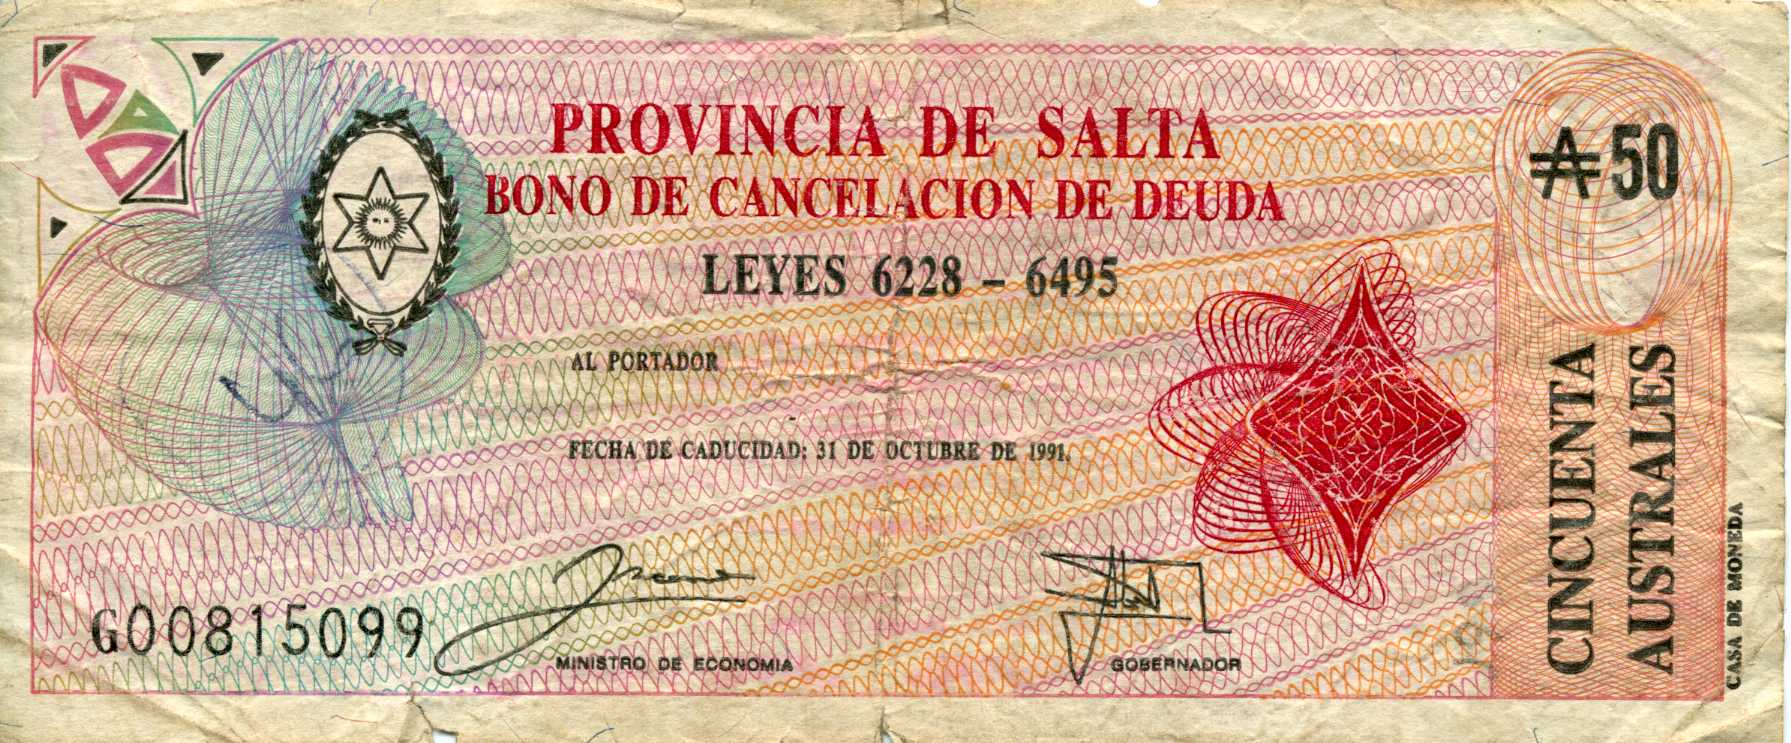 PROVINCIA DE SALTA
BONO DE CANCELACION DE DEUDA
LEYES 6228 – 6495
AL PORTADOR
FECHA DE CADUCIDAD: 31 DE OCTUBRE DE 1991.
G00815099
MINISTRO DE ECONOMIA
GOBERNADOR
₳ 50
CINCUENTA
AUSTRALES
CASA DE MONEDA